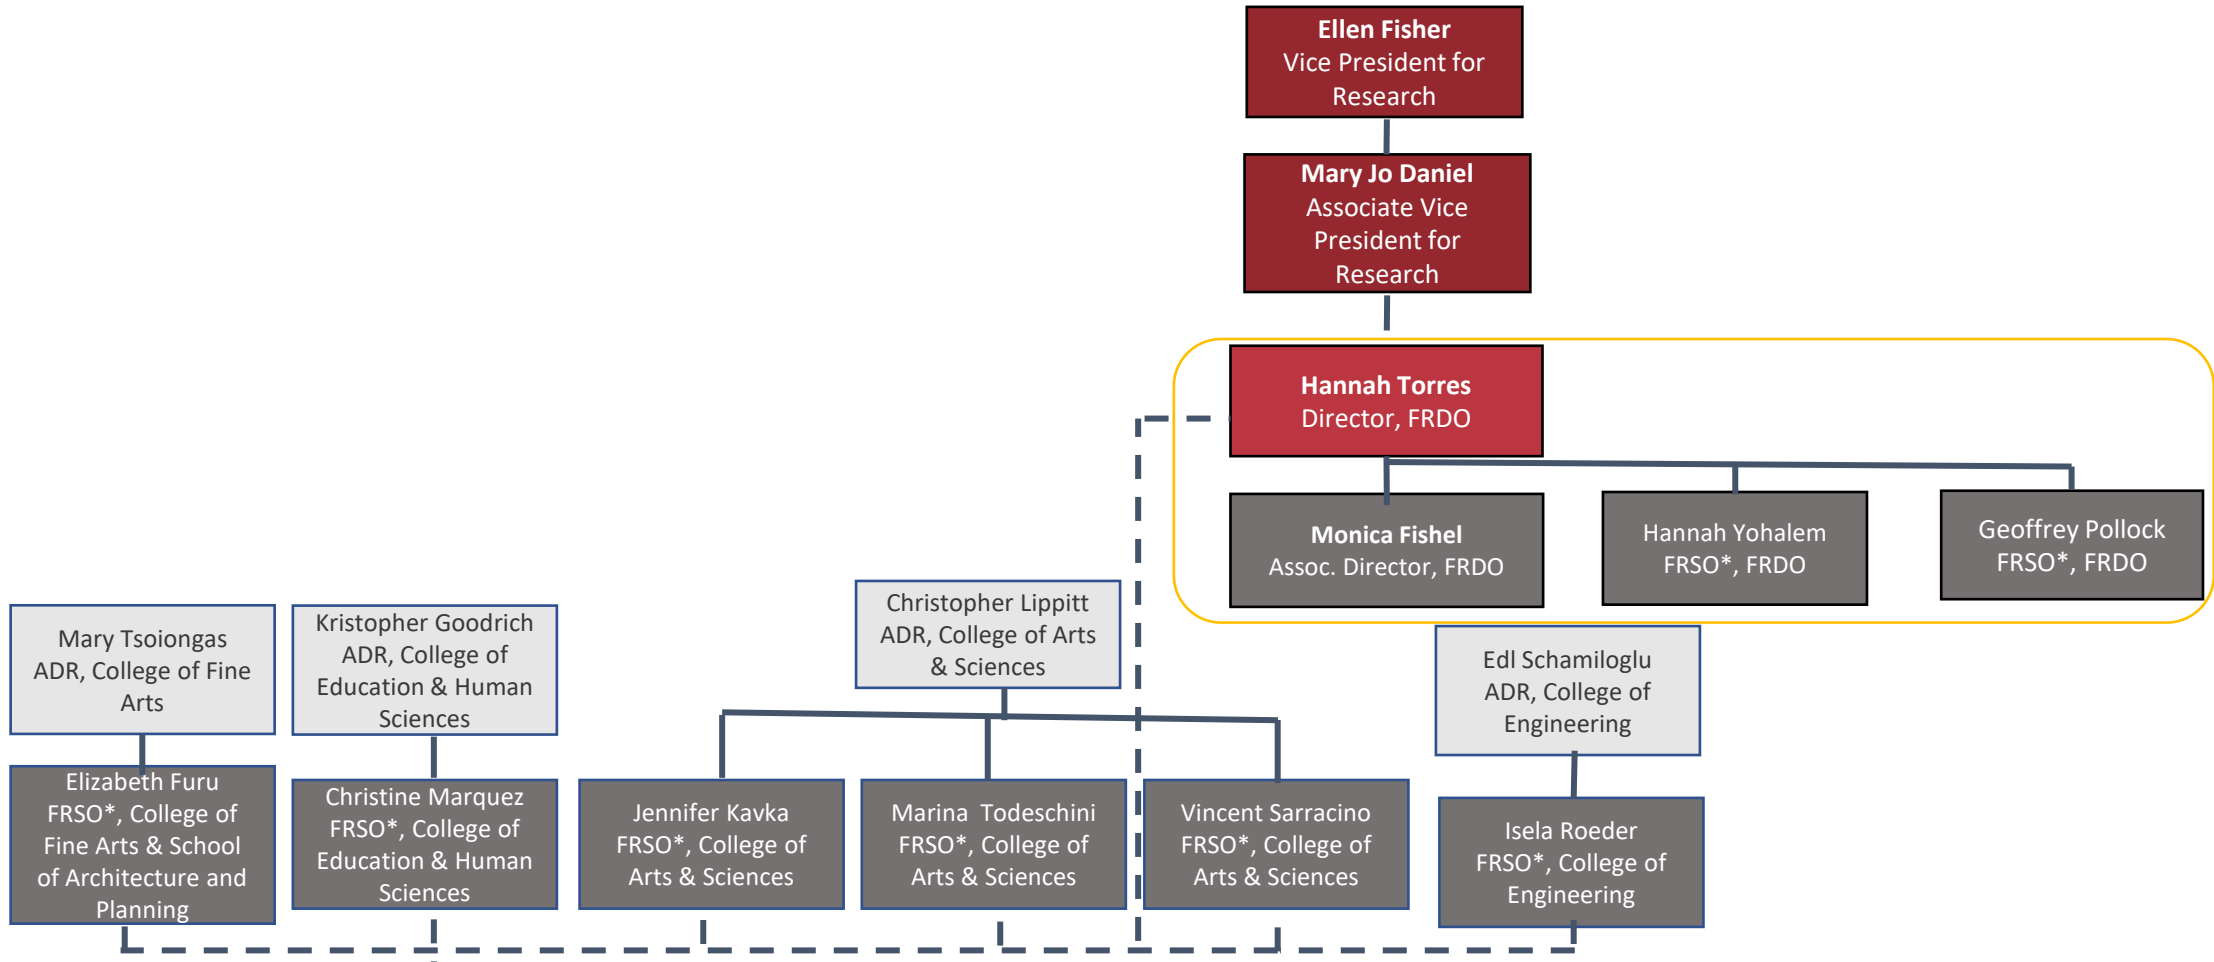 Ellen Fisher
Vice President for
Research
Mary Jo Daniel
Associate Vice
President for
Research
Hannah Torres
Director, FRDO
Monica Fishel
Assoc. Director, FRDO
Hannah Yohalem
FRSO*, FRDO
Geoffrey Pollock
FRSO*, FRDO
Mary Tsoiongas
ADR, College of Fine
Arts
Kristopher Goodrich
ADR, College of
Education & Human
Sciences
Christopher Lippitt
ADR, College of Arts
& Sciences
Edl Schamiloglu
ADR, College of
Engineering
Elizabeth Furu
FRSO*, College of
Fine Arts & School
of Architecture and
Planning
Christine Marquez
FRSO*, College of
Education & Human
Sciences
Jennifer Kavka
FRSO*, College of
Arts & Sciences
Marina Todeschini
FRSO*, College of
Arts & Sciences
Vincent Sarracino
FRSO*, College of
Arts & Sciences
Isela Roeder
FRSO*, College of
Engineering